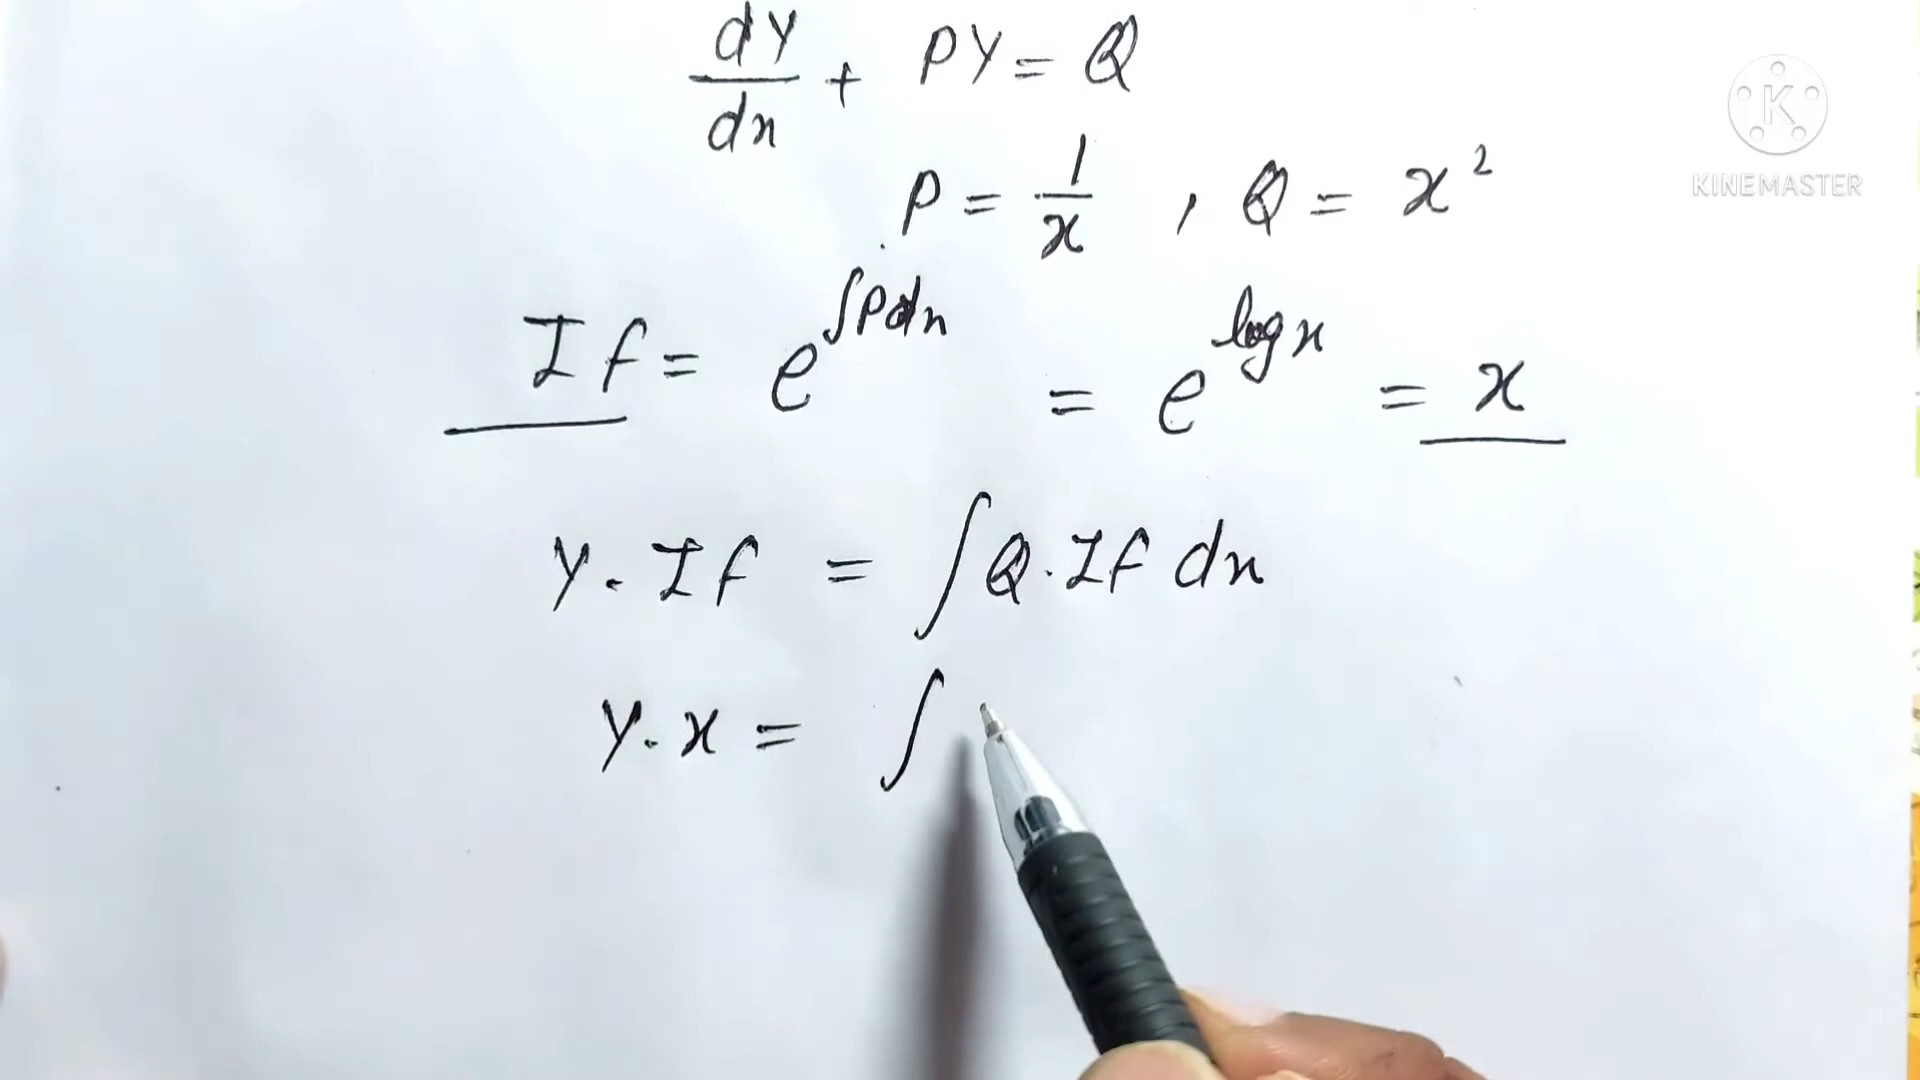 dy/dx + Py = Q
P = 1/x , Q = x²
If = e^∫Pdx = e^log x = x
y . If = ∫Q . If dx
y . x = ∫
K
KINEMASTER